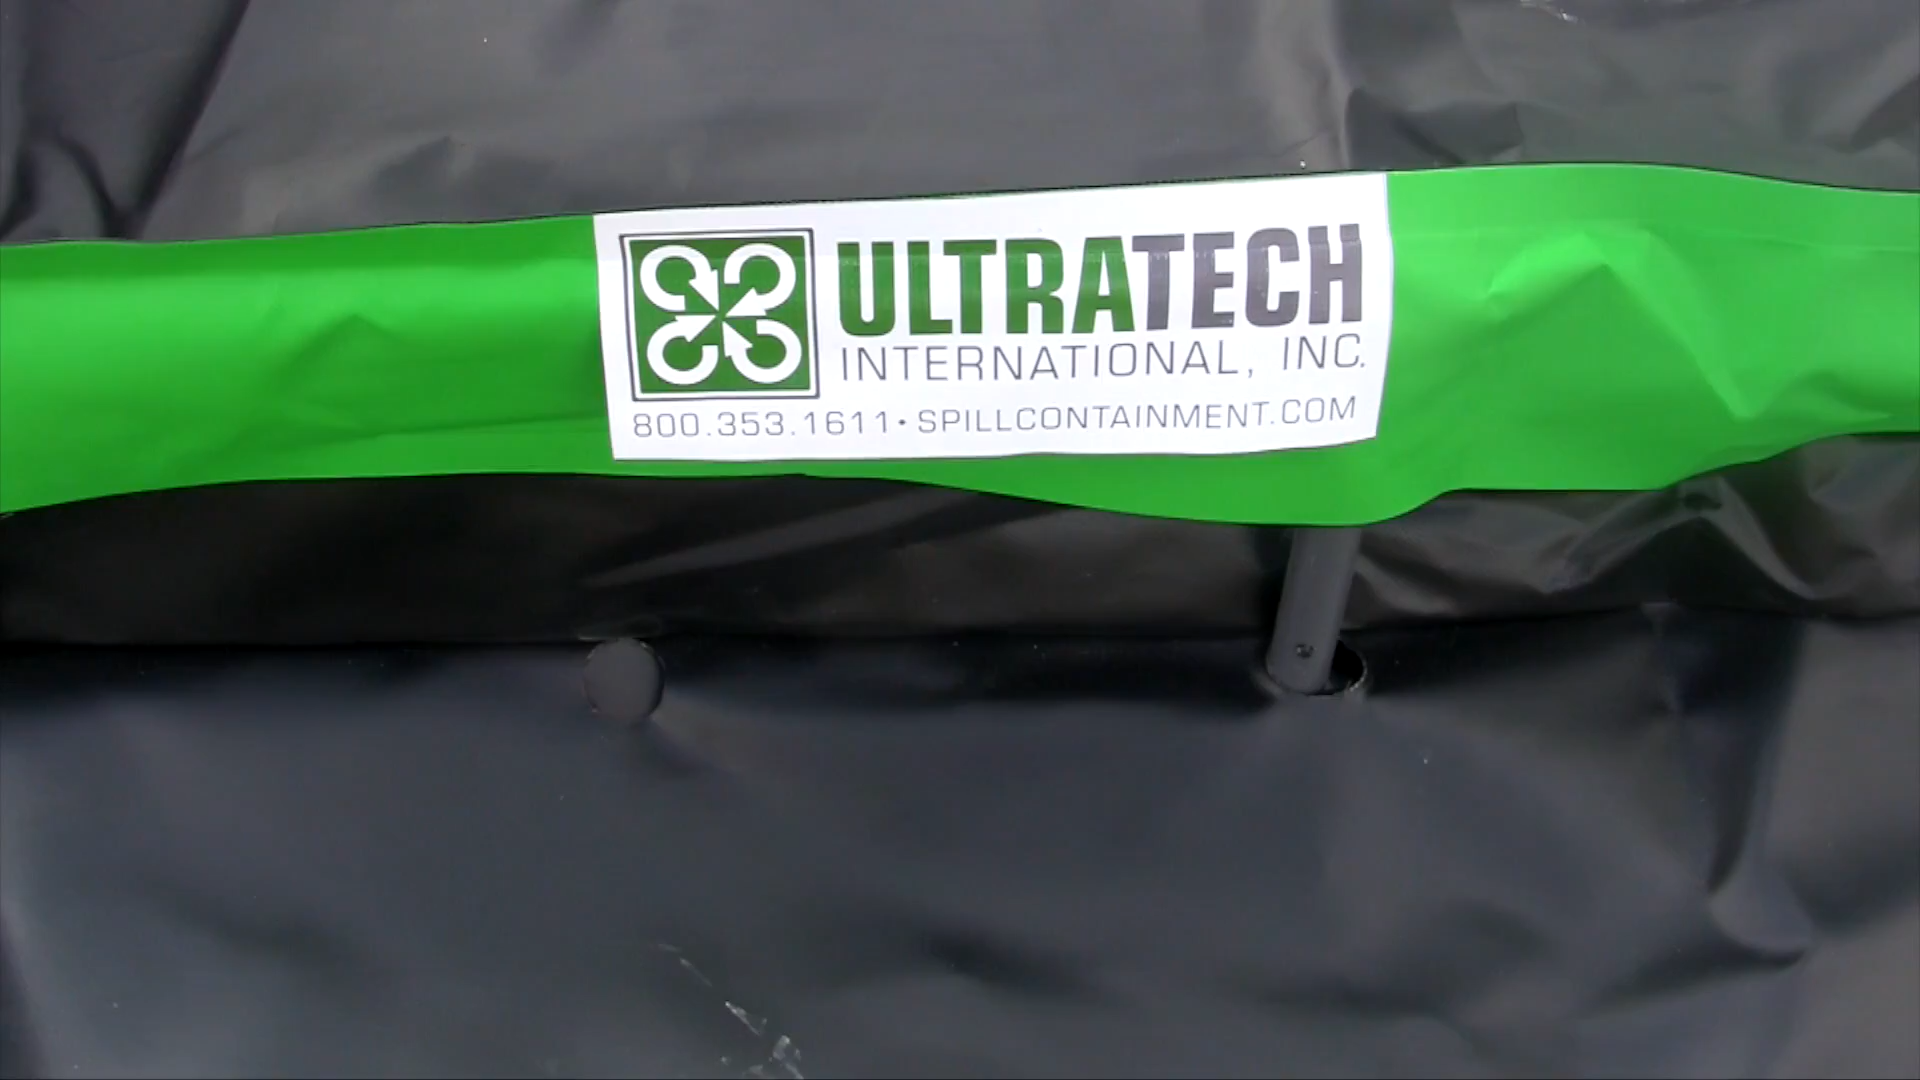 ULTRATECH
INTERNATIONAL, INC.
800.353.1611• SPILLCONTAINMENT.COM